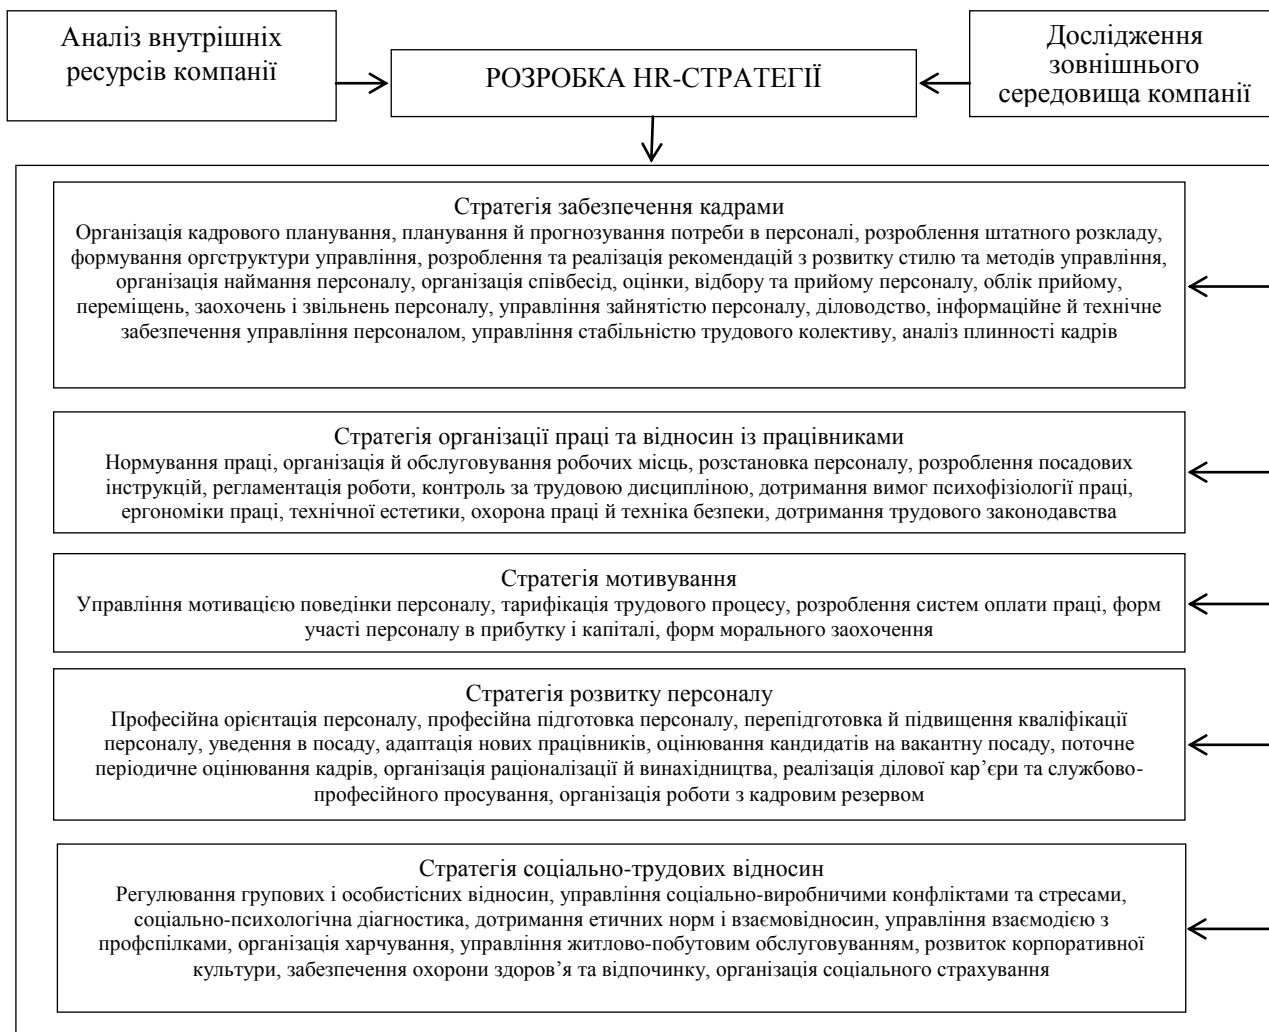 Аналіз внутрішніх
ресурсів компанії
РОЗРОБКА HR-СТРАТЕГІЇ
Дослідження
зовнішнього
середовища компанії
Стратегія забезпечення кадрами
Організація кадрового планування, планування й прогнозування потреби в персоналі, розроблення штатного розкладу,
формування оргструктури управління, розроблення та реалізація рекомендацій з розвитку стилю та методів управління,
організація наймання персоналу, організація співбесід, оцінки, відбору та прийому персоналу, облік прийому,
переміщень, заохочень і звільнень персоналу, управління зайнятістю персоналу, діловодство, інформаційне й технічне
забезпечення управління персоналом, управління стабільністю трудового колективу, аналіз плинності кадрів
Стратегія організації праці та відносин із працівниками
Нормування праці, організація й обслуговування робочих місць, розстановка персоналу, розроблення посадових
інструкцій, регламентація роботи, контроль за трудовою дисципліною, дотримання вимог психофізіології праці,
ергономіки праці, технічної естетики, охорона праці й техніка безпеки, дотримання трудового законодавства
Стратегія мотивування
Управління мотивацією поведінки персоналу, тарифікація трудового процесу, розроблення систем оплати праці, форм
участі персоналу в прибутку і капіталі, форм морального заохочення
Стратегія розвитку персоналу
Професійна орієнтація персоналу, професійна підготовка персоналу, перепідготовка й підвищення кваліфікації
персоналу, уведення в посаду, адаптація нових працівників, оцінювання кандидатів на вакантну посаду, поточне
періодичне оцінювання кадрів, організація раціоналізації й винахідництва, реалізація ділової кар’єри та службово-
професійного просування, організація роботи з кадровим резервом
Стратегія соціально-трудових відносин
Регулювання групових і особистісних відносин, управління соціально-виробничими конфліктами та стресами,
соціально-психологічна діагностика, дотримання етичних норм і взаємовідносин, управління взаємодією з
профспілками, організація харчування, управління житлово-побутовим обслуговуванням, розвиток корпоративної
культури, забезпечення охорони здоров’я та відпочинку, організація соціального страхування